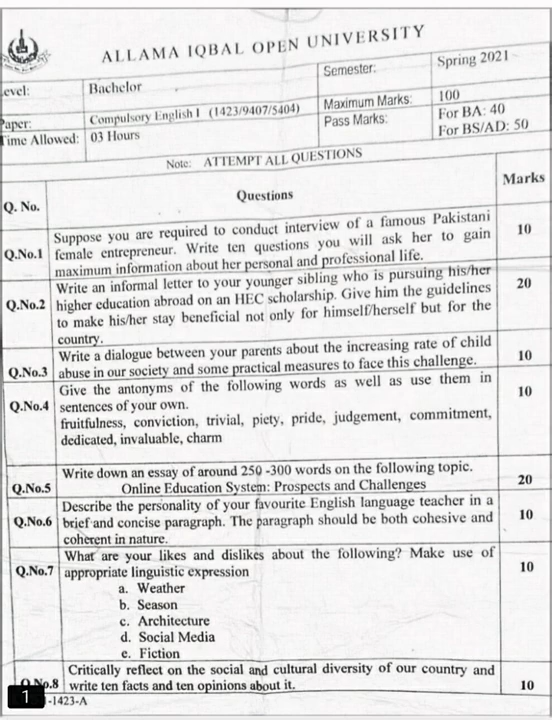 ALLAMA IQBAL OPEN UNIVERSITY
evel: Bachelor Semester: Spring 2021
Paper: Compulsory English I (1423/9407/5404) Maximum Marks: 100
Time Allowed: 03 Hours Pass Marks: For BA: 40
For BS/AD: 50
Note: ATTEMPT ALL QUESTIONS
Q. No. Questions Marks
Q.No.1 Suppose you are required to conduct interview of a famous Pakistani 10
female entrepreneur. Write ten questions you will ask her to gain
maximum information about her personal and professional life.
Q.No.2 Write an informal letter to your younger sibling who is pursuing his/her 20
higher education abroad on an HEC scholarship. Give him the guidelines
to make his/her stay beneficial not only for himself/herself but for the
country.
Q.No.3 Write a dialogue between your parents about the increasing rate of child 10
abuse in our society and some practical measures to face this challenge.
Q.No.4 Give the antonyms of the following words as well as use them in 10
sentences of your own.
fruitfulness, conviction, trivial, piety, pride, judgement, commitment,
dedicated, invaluable, charm
Q.No.5 Write down an essay of around 250 -300 words on the following topic. 20
Online Education System: Prospects and Challenges
Q.No.6 Describe the personality of your favourite English language teacher in a 10
brief and concise paragraph. The paragraph should be both cohesive and
coherent in nature.
Q.No.7 What are your likes and dislikes about the following? Make use of 10
appropriate linguistic expression
a. Weather
b. Season
c. Architecture
d. Social Media
e. Fiction
Q.No.8 Critically reflect on the social and cultural diversity of our country and 10
write ten facts and ten opinions about it.
1
-1423-A